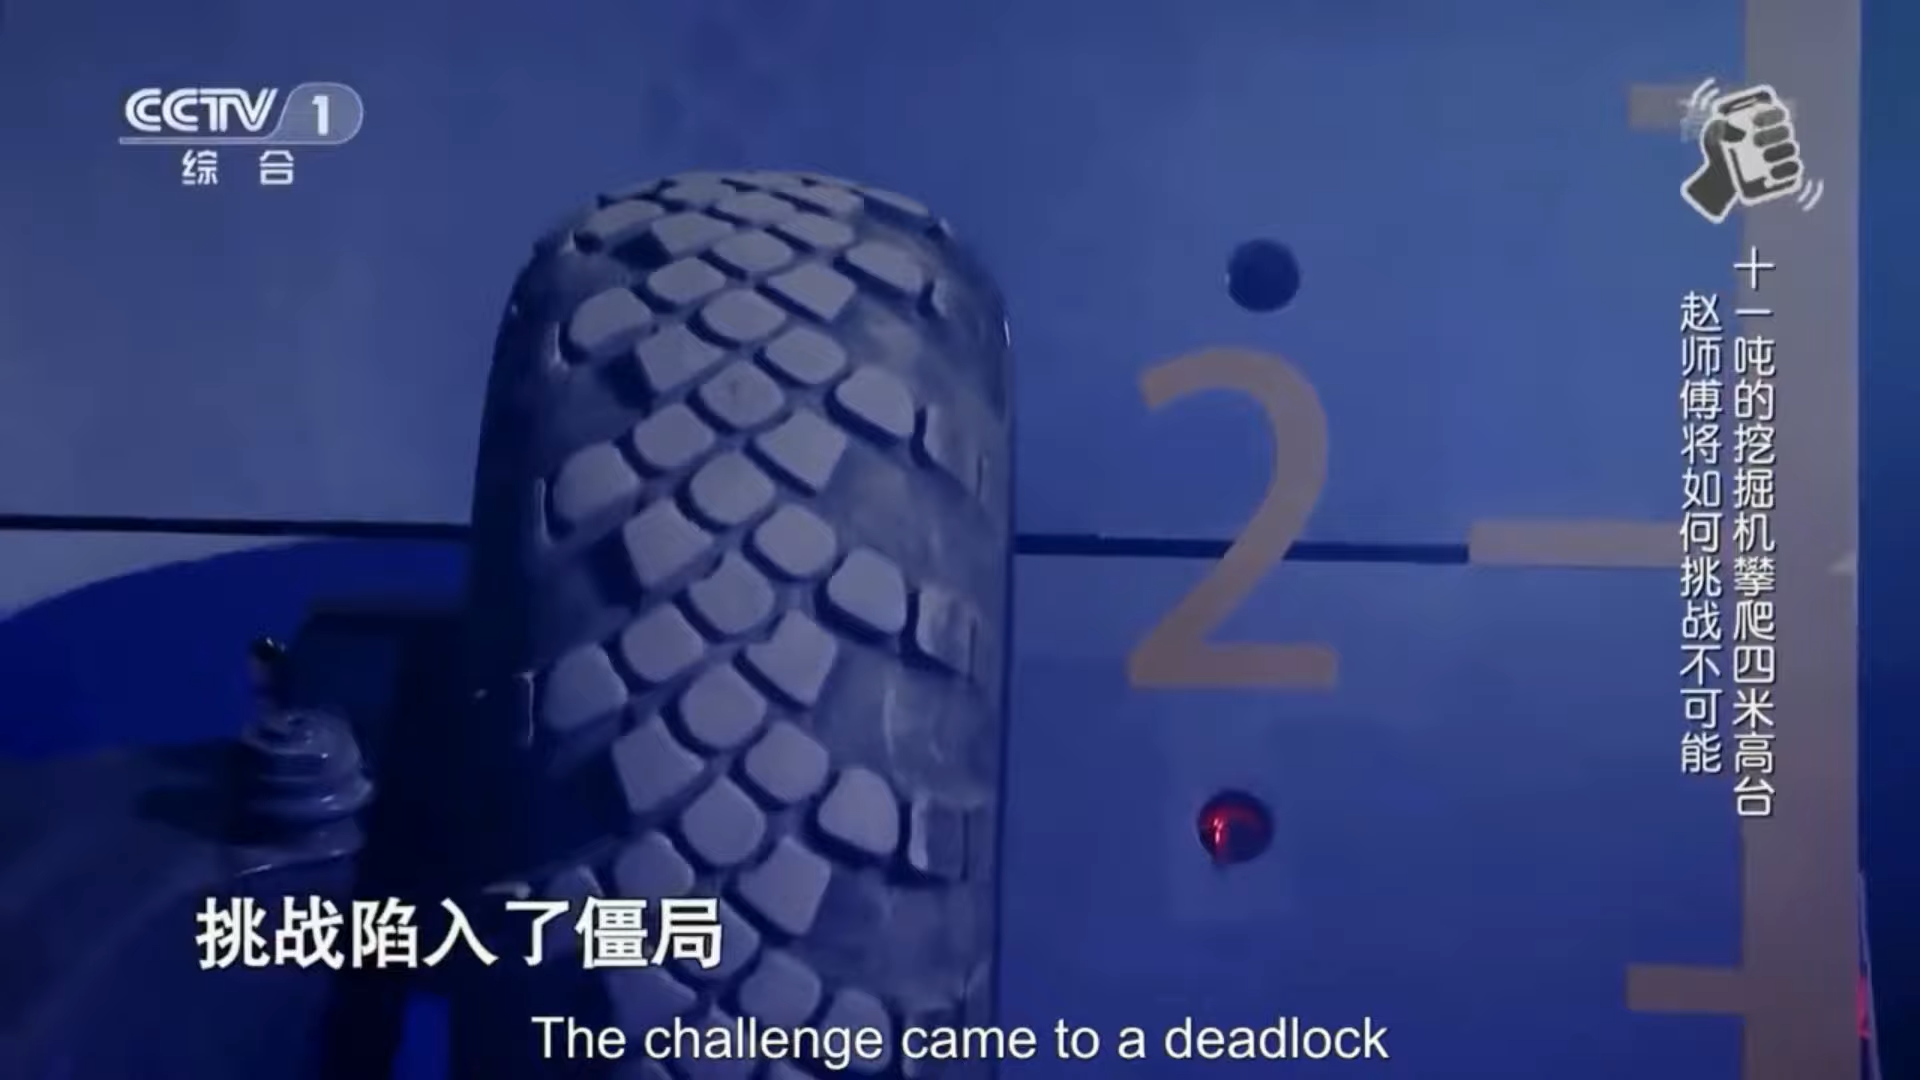 CCTV 1
综合
十一吨的挖掘机攀爬四米高台
赵师傅将如何挑战不可能
2
挑战陷入了僵局
The challenge came to a deadlock